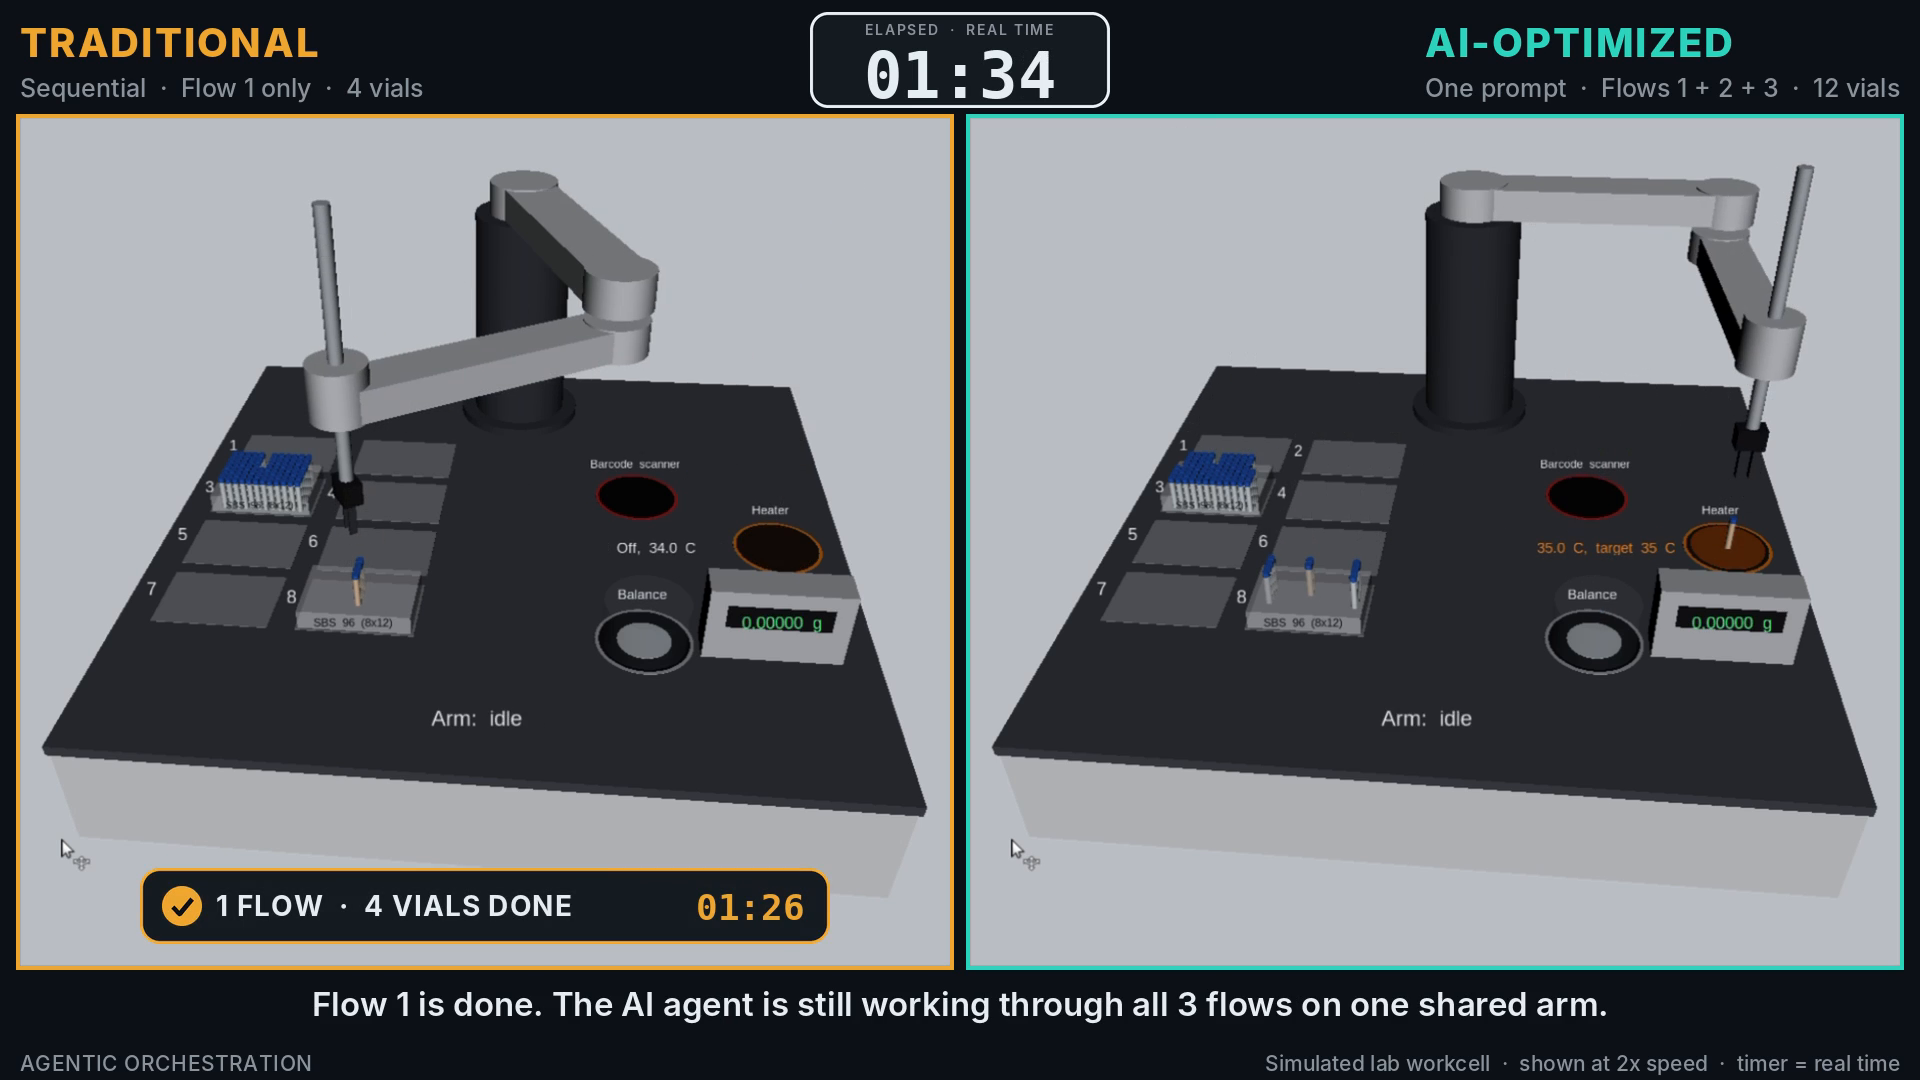 TRADITIONAL
Sequential · Flow 1 only · 4 vials
ELAPSED · REAL TIME
01:34
AI-OPTIMIZED
One prompt · Flows 1 + 2 + 3 · 12 vials
1
3
4
5
6
7
8
SBS 96 (8x12)
Barcode scanner
Heater
Off, 34.0 C
Balance
0.00000 g
Arm: idle
1 FLOW · 4 VIALS DONE
01:26
1
2
3
4
5
6
7
8
SBS 96 (8x12)
Barcode scanner
Heater
35.0 C, target 35 C
Balance
0.00000 g
Arm: idle
Flow 1 is done. The AI agent is still working through all 3 flows on one shared arm.
AGENTIC ORCHESTRATION
Simulated lab workcell · shown at 2x speed · timer = real time